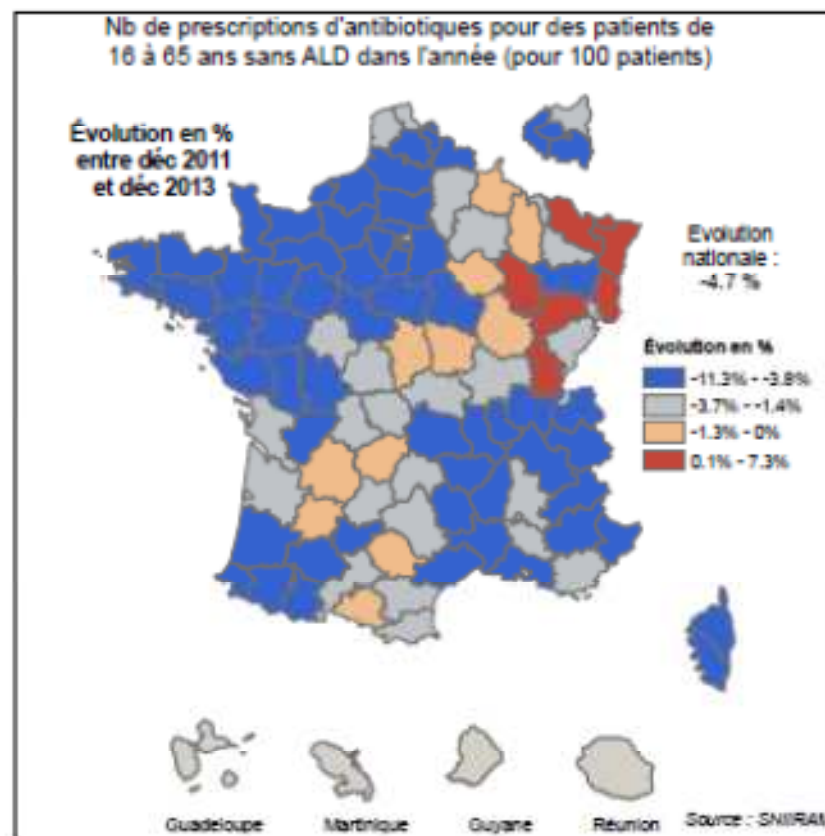 Nb de prescriptions d'antibiotiques pour des patients de
16 à 65 ans sans ALD dans l'année (pour 100 patients)
Évolution en %
entre déc 2011
et déc 2013
Evolution
nationale :
-4.7 %
Évolution en %
-11.3% - -3.8%
-3.7% - -1.4%
-1.3% - 0%
0.1% - 7.3%
Guadeloupe
Martinique
Guyane
Réunion
Source : SNIIRAM